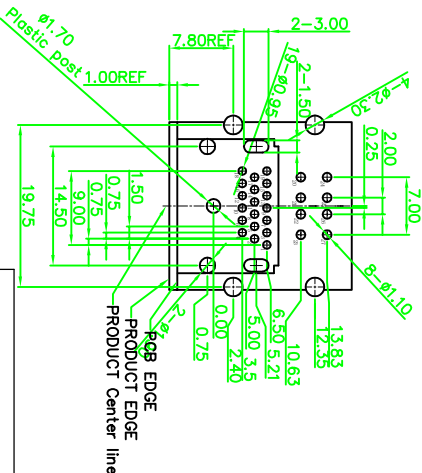 ø1.70
Plastic post
7.80REF
1.00REF
2-3.00
19-ø0.95
2-1.50
4-ø2.30
0.25
2.00
7.00
8-ø1.10
19.75
14.50
9.00
0.75
0.75
1.50
13.83
12.35
10.63
6.50
5.21
5.00
3.5
2.40
0.00
0.75
PCB EDGE
PRODUCT EDGE
PRODUCT Center line